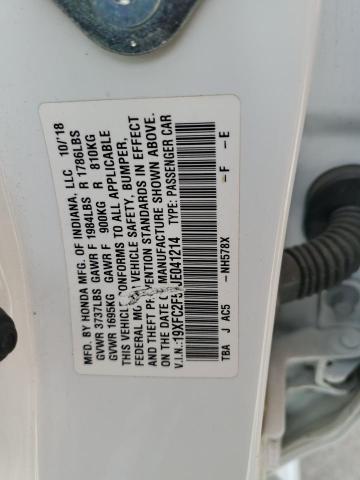 MFD. BY HONDA MFG. OF INDIANA, LLC 10/'18
GVWR 3737LBS GAWR F 1984LBS R 1786LBS
GVWR 1695KG GAWR F 900KG R 810KG
THIS VEHICLE CONFORMS TO ALL APPLICABLE
FEDERAL MOTOR VEHICLE SAFETY, BUMPER,
AND THEFT PREVENTION STANDARDS IN EFFECT
ON THE DATE OF MANUFACTURE SHOWN ABOVE.
V.I.N.: 19XFC2F5 JE041214 TYPE: PASSENGER CAR
TBA J AC5 -NH578X -F -E